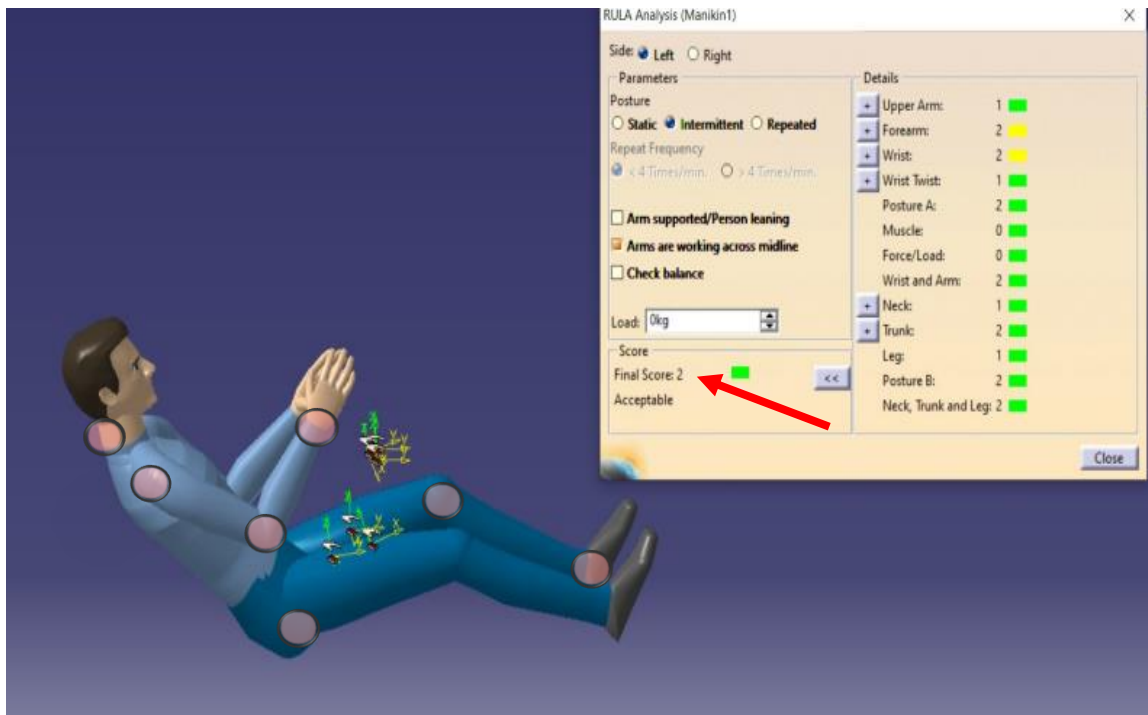 RULA Analysis (Manikin1)
Side: Left Right
Parameters
Posture
Static Intermittent Repeated
Repeat Frequency
< 4 Times/min. > 4 Times/min.
Arm supported/Person leaning
Arms are working across midline
Check balance
Load: 0kg
Score
Final Score: 2
<<
Acceptable
Details
+ Upper Arm: 1
+ Forearm: 2
+ Wrist: 2
+ Wrist Twist: 1
Posture A: 2
Muscle: 0
Force/Load: 0
Wrist and Arm: 2
+ Neck: 1
+ Trunk: 2
Leg: 1
Posture B: 2
Neck, Trunk and Leg: 2
Close